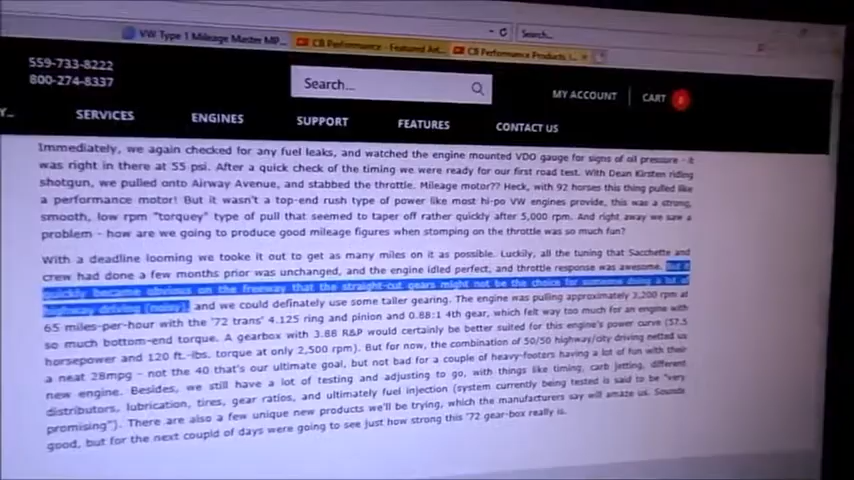 VW Type 1 Mileage Master MP...
CB Performance - Featured Art...
CB Performance Products |...
Search...
559-733-8222
800-274-8337
Search...
MY ACCOUNT
CART
SERVICES
ENGINES
SUPPORT
FEATURES
CONTACT US
Immediately, we again checked for any fuel leaks, and watched the engine mounted VDO gauge for signs of oil pressure - it
was right in there at 55 psi. After a quick check of the timing we were ready for our first road test. With Dean Kirsten riding
shotgun, we pulled onto Airway Avenue, and stabbed the throttle. Mileage motor?? Heck, with 92 horses this thing pulled like
a performance motor! But it wasn't a top-end rush type of power like most hi-po VW engines provide, this was a strong,
smooth, low rpm "torquey" type of pull that seemed to taper off rather quickly after 5,000 rpm. And right away we saw a
problem - how are we going to produce good mileage figures when stomping on the throttle was so much fun?
With a deadline looming we tooke it out to get as many miles on it as possible. Luckily, all the tuning that Sacchette and
crew had done a few months prior was unchanged, and the engine idled perfect, and throttle response was awesome. But it
quickly became obvious on the freeway that the straight-cut gears might not be the choice for someone doing a lot of
highway driving (noisy), and we could definately use some taller gearing. The engine was pulling approximately 3,200 rpm at
65 miles-per-hour with the '72 trans' 4.125 ring and pinion and 0.88:1 4th gear, which felt way too much for an engine with
so much bottom-end torque. A gearbox with 3.88 R&P would certainly be better suited for this engine's power curve (57.5
horsepower and 120 ft.-lbs. torque at only 2,500 rpm). But for now, the combination of 50/50 highway/city driving netted us
a neat 28mpg - not the 40 that's our ultimate goal, but not bad for a couple of heavy-footers having a lot of fun with their
new engine. Besides, we still have a lot of testing and adjusting to go, with things like timing, carb jetting, different
distributors, lubrication, tires, gear ratios, and ultimately fuel injection (system currently being tested is said to be "very
promising"). There are also a few unique new products we'll be trying, which the manufacturers say will amaze us. Sounds
good, but for the next coupld of days were going to see just how strong this '72 gear-box really is.